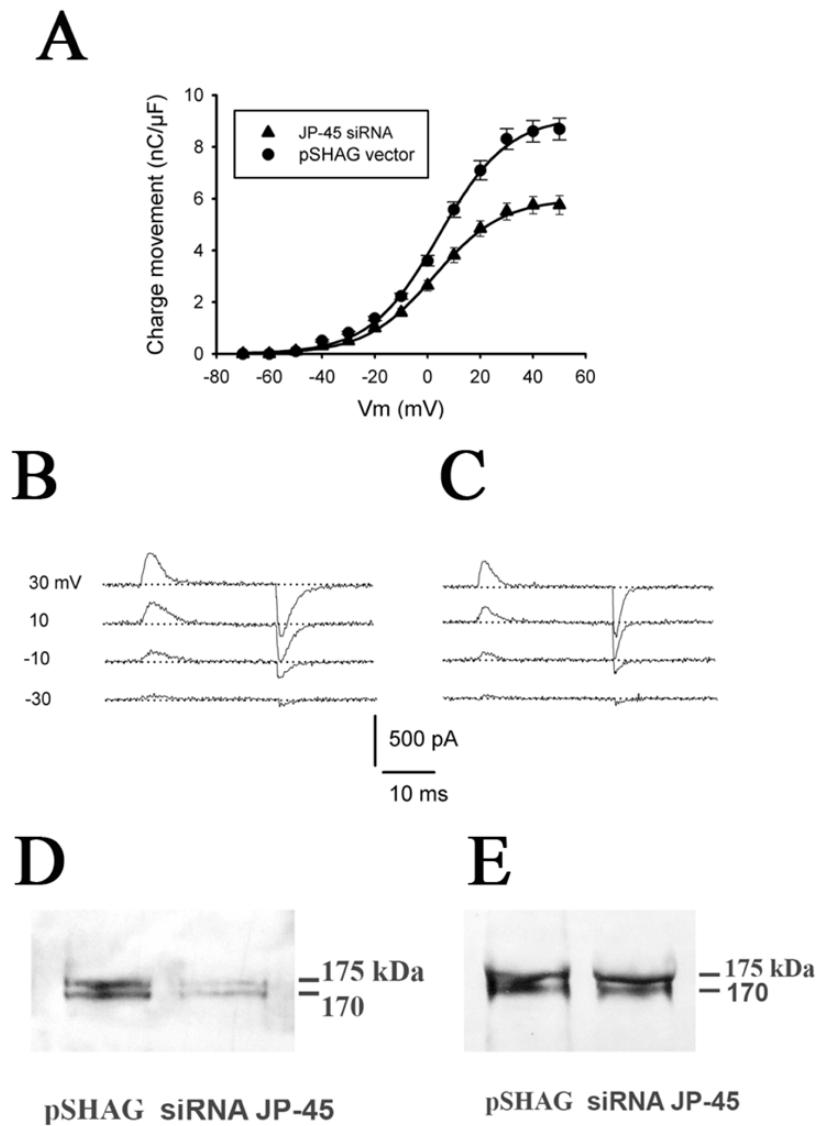 A
Charge movement (nC/µF)
10
8
6
4
2
0
JP-45 siRNA
pSHAG vector
-80 -60 -40 -20 0 20 40 60
Vm (mV)
B
C
30 mV
10
-10
-30
500 pA
10 ms
D
E
175 kDa
170
175 kDa
170
pSHAG siRNA JP-45
pSHAG siRNA JP-45